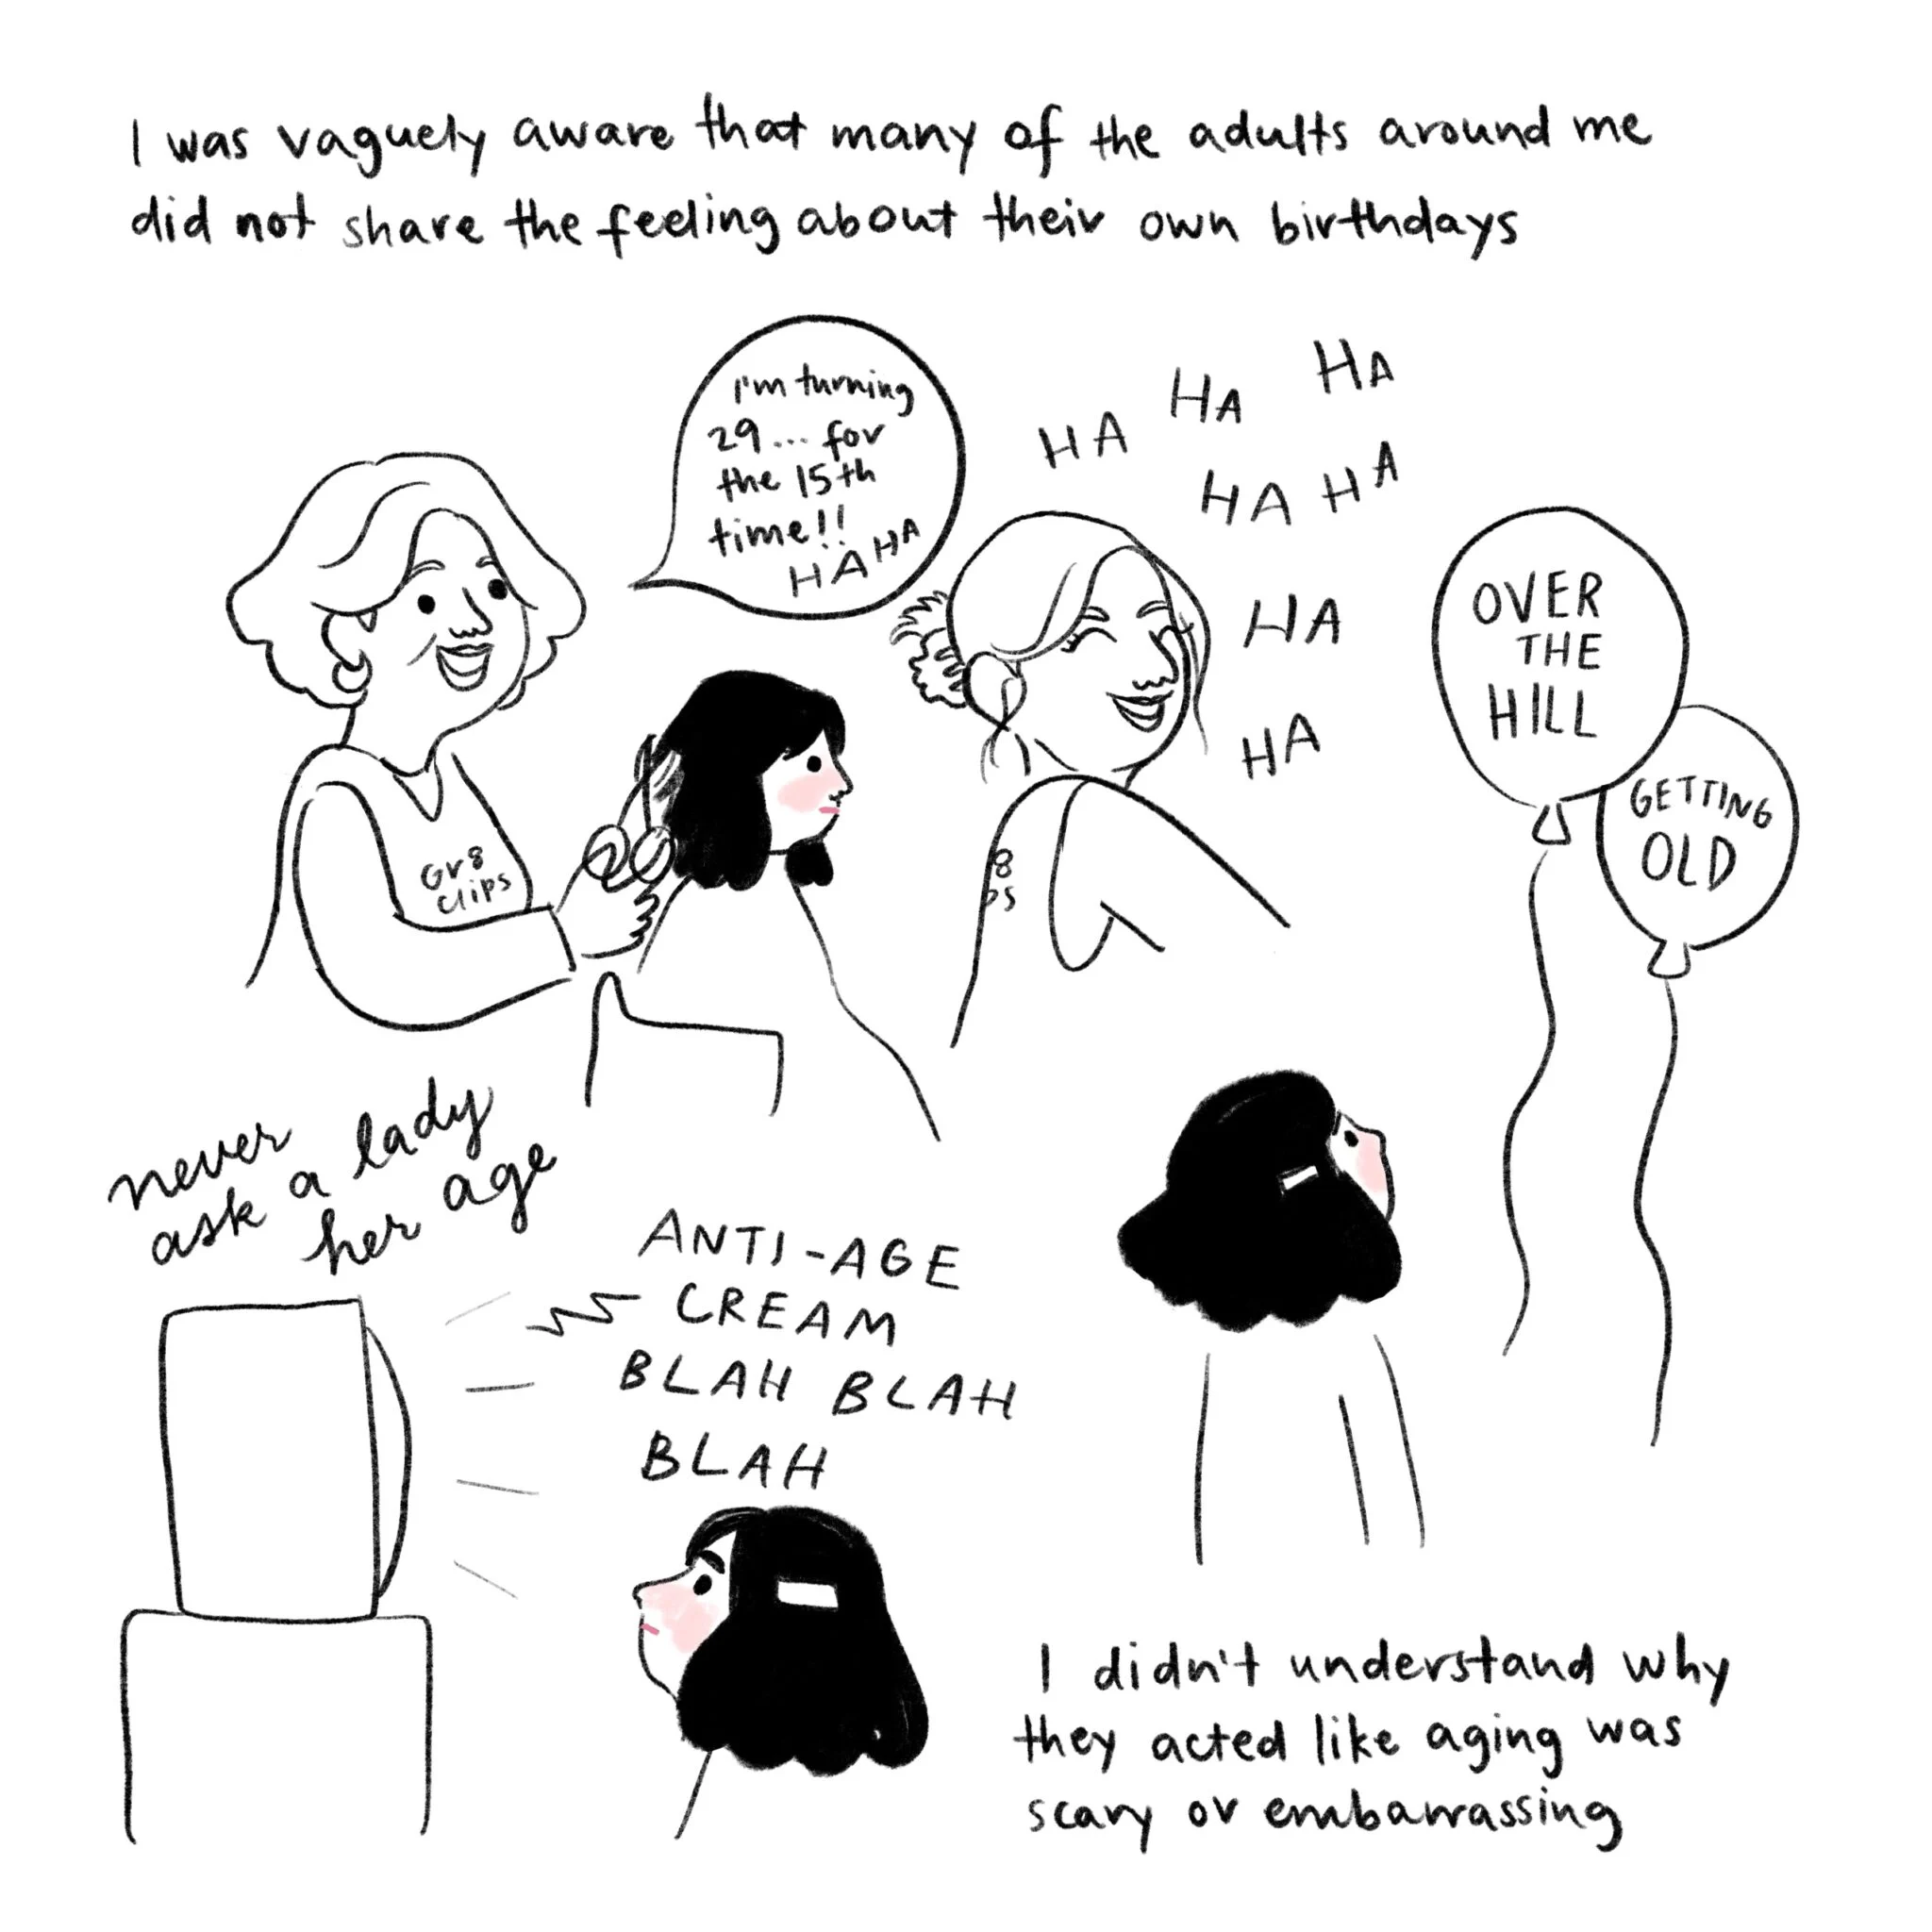 I was vaguely aware that many of the adults around me
did not share the feeling about their own birthdays
I'm turning
29... for
the 15th
time!!
HAHA
HA HA HA
HA HA
HA
HA
Gr8
clips
8
ps
OVER
THE
HILL
GETTING
OLD
never
ask a lady
her age
ANTI-AGE
CREAM
BLAH BLAH
BLAH
I didn't understand why
they acted like aging was
scary or embarrassing